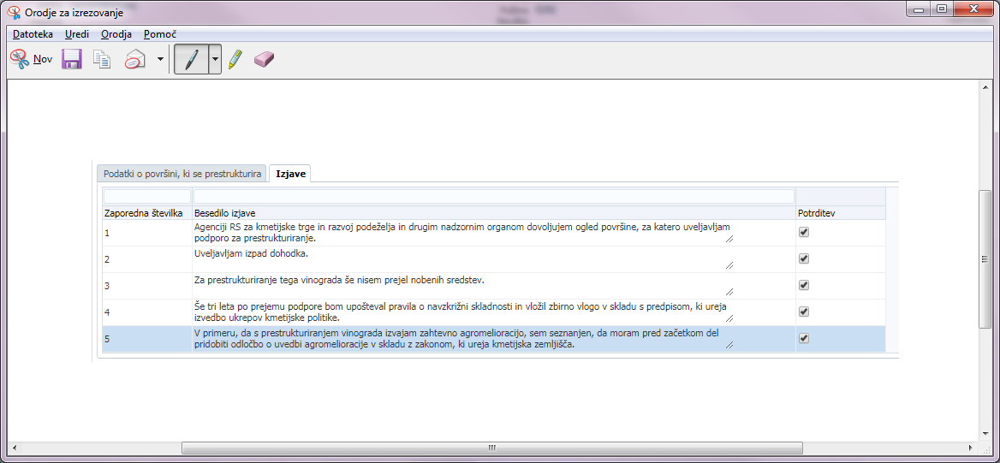 Orodje za izrezovanje
Datoteka Uredi Orodja Pomoč
Nov
Podatki o površini, ki se prestrukturira Izjave
Zaporedna številka Besedilo izjave Potrditev
1 Agenciji RS za kmetijske trge in razvoj podeželja in drugim nadzornim organom dovoljujem ogled površine, za katero uveljavljam
podporo za prestrukturiranje.
2 Uveljavljam izpad dohodka.
3 Za prestrukturiranje tega vinograda še nisem prejel nobenih sredstev.
4 Še tri leta po prejemu podpore bom upošteval pravila o navzkrižni skladnosti in vložil zbirno vlogo v skladu s predpisom, ki ureja
izvedbo ukrepov kmetijske politike.
5 V primeru, da s prestrukturiranjem vinograda izvajam zahtevno agromelioracijo, sem seznanjen, da moram pred začetkom del
pridobiti odločbo o uvedbi agromelioracije v skladu z zakonom, ki ureja kmetijska zemljišča.